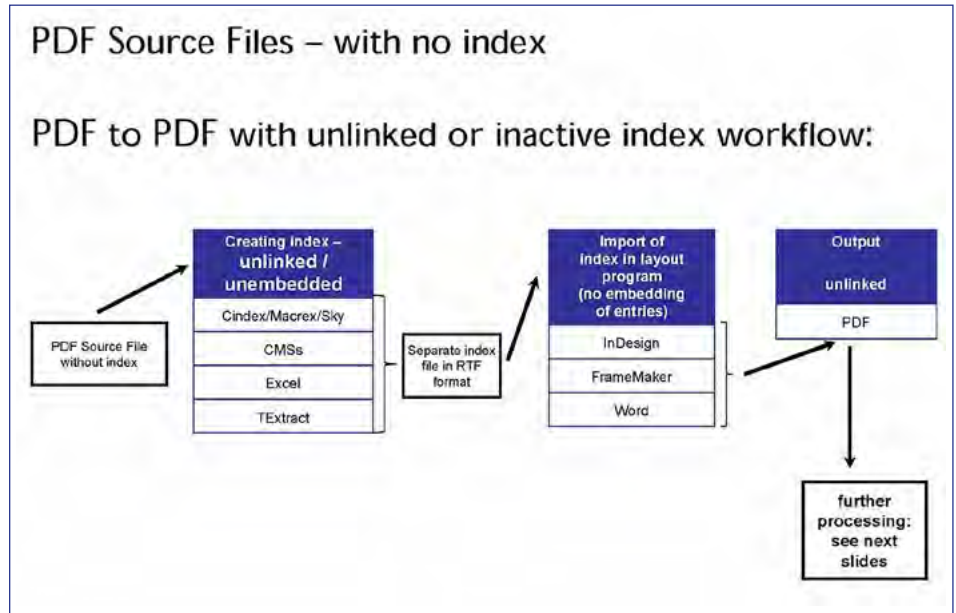 PDF Source Files – with no index
PDF to PDF with unlinked or inactive index workflow:
PDF Source File
without index
Creating Index –
unlinked /
unembedded
Cindex/Macrex/Sky
CMSs
Excel
TExtract
Separate index
file in RTF
format
Import of
index in layout
program
(no embedding
of entries)
InDesign
FrameMaker
Word
Output
unlinked
PDF
further
processing:
see next
slides